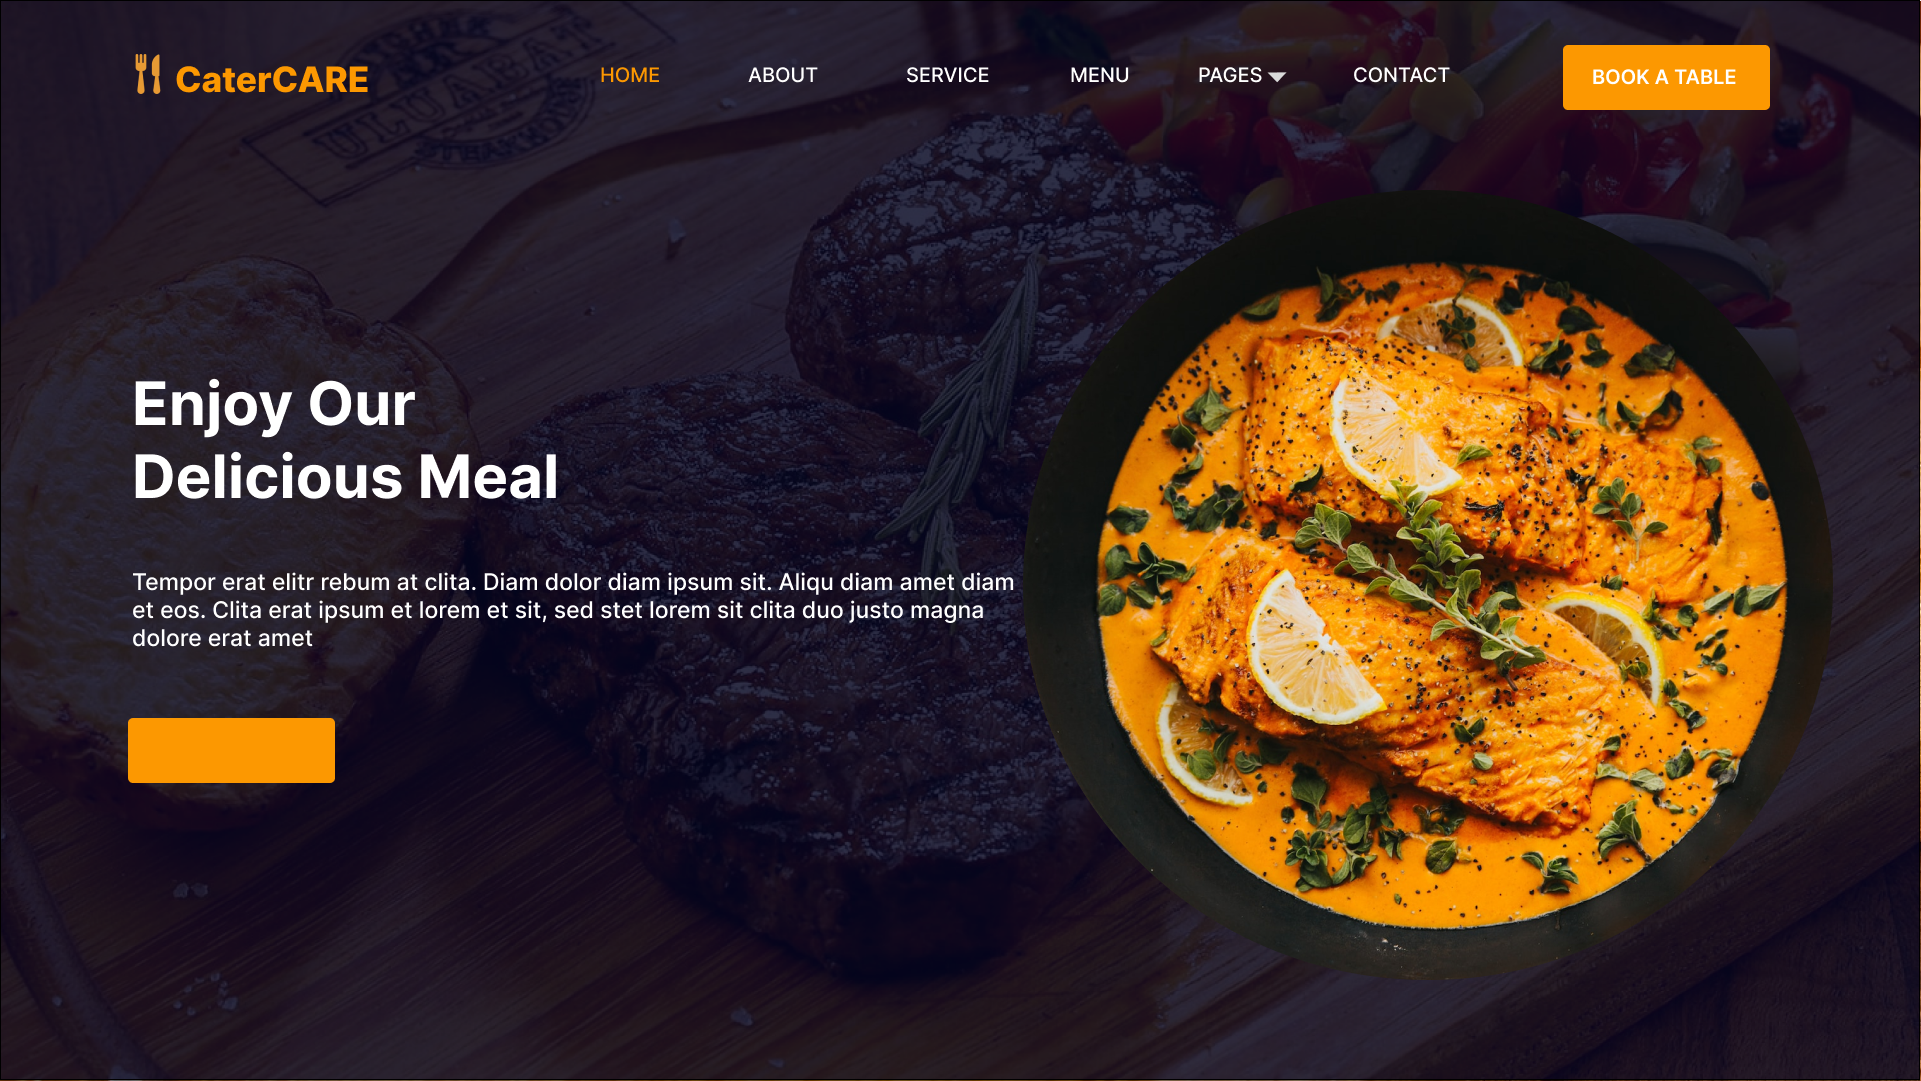 CaterCARE
HOME ABOUT SERVICE MENU PAGES CONTACT
BOOK A TABLE
ULUABAT
STEAKHOUSE
Enjoy Our
Delicious Meal
Tempor erat elitr rebum at clita. Diam dolor diam ipsum sit. Aliqu diam amet diam
et eos. Clita erat ipsum et lorem et sit, sed stet lorem sit clita duo justo magna
dolore erat amet